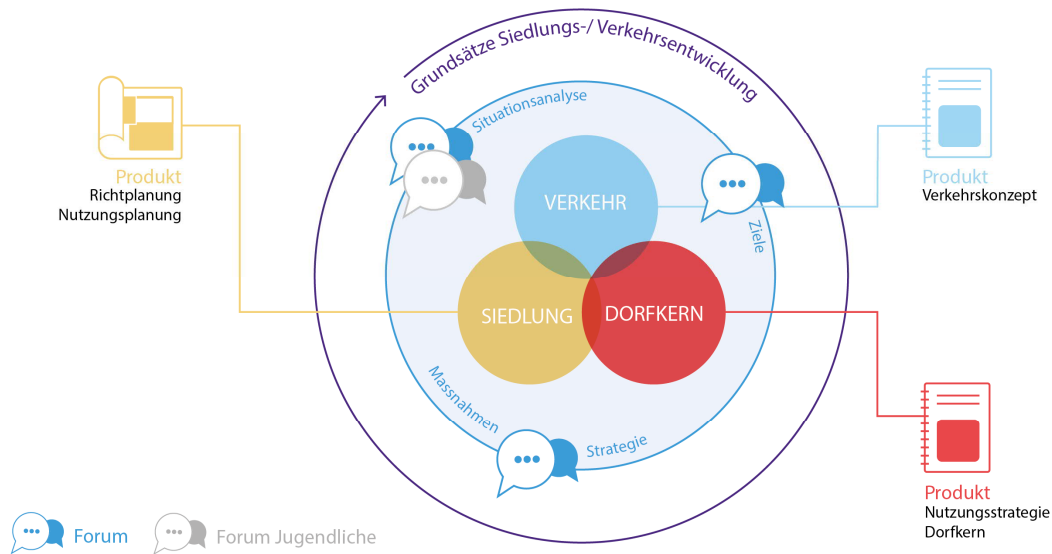 Grundsätze Siedlungs-/ Verkehrsentwicklung
Situationsanalyse
Produkt
Richtplanung
Nutzungsplanung
VERKEHR
Produkt
Verkehrskonzept
Ziele
SIEDLUNG
DORFKERN
Massnahmen
Strategie
Produkt
Nutzungsstrategie
Dorfkern
Forum
Forum Jugendliche